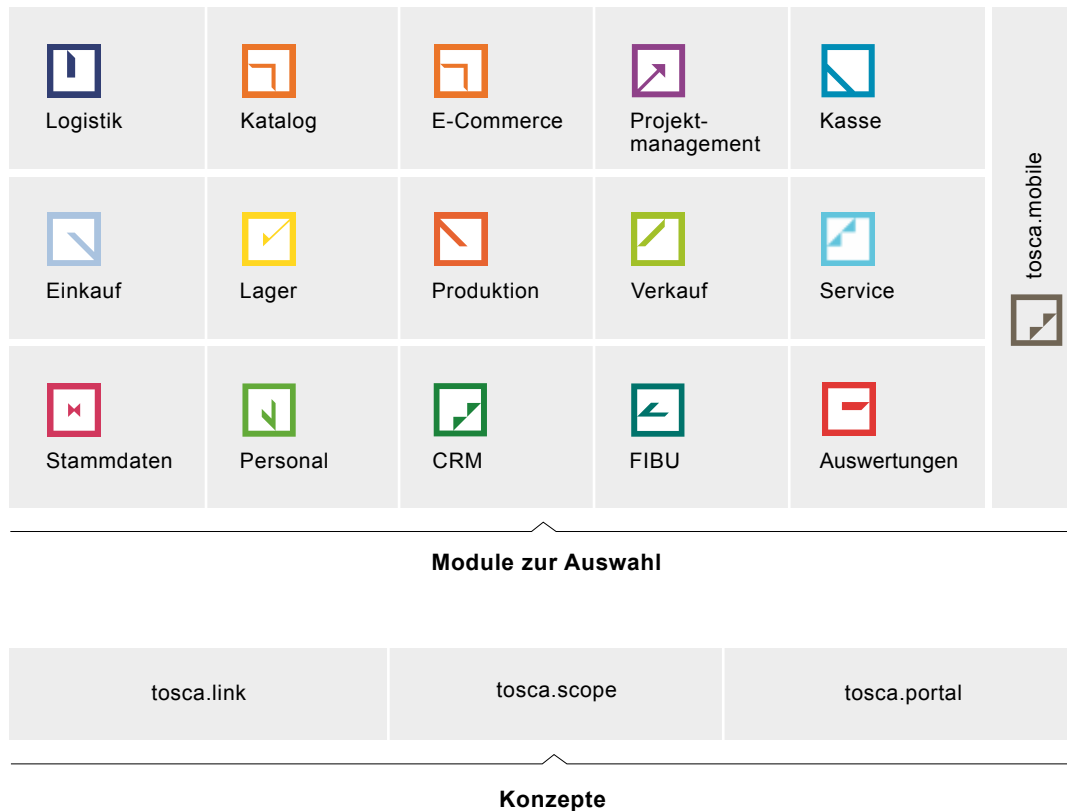 Logistik
Katalog
E-Commerce
Projekt-
management
Kasse
Einkauf
Lager
Produktion
Verkauf
Service
Stammdaten
Personal
CRM
FIBU
Auswertungen
tosca.mobile
Module zur Auswahl
tosca.link
tosca.scope
tosca.portal
Konzepte